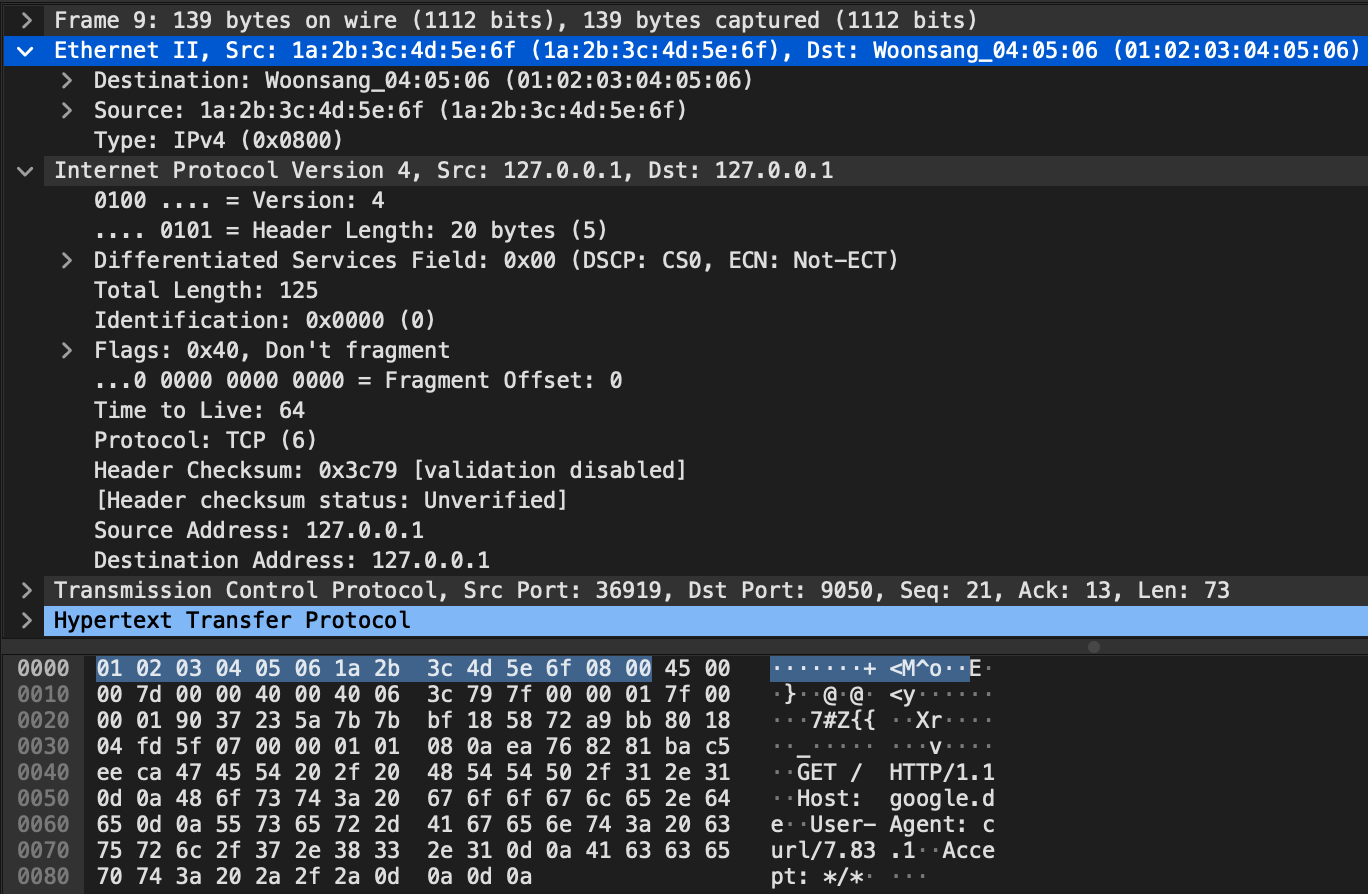 Frame 9: 139 bytes on wire (1112 bits), 139 bytes captured (1112 bits)
Ethernet II, Src: 1a:2b:3c:4d:5e:6f (1a:2b:3c:4d:5e:6f), Dst: Woonsang_04:05:06 (01:02:03:04:05:06)
Destination: Woonsang_04:05:06 (01:02:03:04:05:06)
Source: 1a:2b:3c:4d:5e:6f (1a:2b:3c:4d:5e:6f)
Type: IPv4 (0x0800)
Internet Protocol Version 4, Src: 127.0.0.1, Dst: 127.0.0.1
0100 .... = Version: 4
.... 0101 = Header Length: 20 bytes (5)
Differentiated Services Field: 0x00 (DSCP: CS0, ECN: Not-ECT)
Total Length: 125
Identification: 0x0000 (0)
Flags: 0x40, Don't fragment
...0 0000 0000 0000 = Fragment Offset: 0
Time to Live: 64
Protocol: TCP (6)
Header Checksum: 0x3c79 [validation disabled]
[Header checksum status: Unverified]
Source Address: 127.0.0.1
Destination Address: 127.0.0.1
Transmission Control Protocol, Src Port: 36919, Dst Port: 9050, Seq: 21, Ack: 13, Len: 73
Hypertext Transfer Protocol
0000 01 02 03 04 05 06 1a 2b 3c 4d 5e 6f 08 00 45 00 ·······+ <M^o··E·
0010 00 7d 00 00 40 00 40 06 3c 79 7f 00 00 01 7f 00 ·}··@·@· <y······
0020 00 01 90 37 23 5a 7b 7b bf 18 58 72 a9 bb 80 18 ···7#Z{{ ··Xr····
0030 04 fd 5f 07 00 00 01 01 08 0a ea 76 82 81 ba c5 ··_····· ···v····
0040 ee ca 47 45 54 20 2f 20 48 54 54 50 2f 31 2e 31 ··GET / HTTP/1.1
0050 0d 0a 48 6f 73 74 3a 20 67 6f 6f 67 6c 65 2e 64 ··Host: google.d
0060 65 0d 0a 55 73 65 72 2d 41 67 65 6e 74 3a 20 63 e··User- Agent: c
0070 75 72 6c 2f 37 2e 38 33 2e 31 0d 0a 41 63 63 65 url/7.83 .1··Acce
0080 70 74 3a 20 2a 2f 2a 0d 0a 0d 0a pt: */*· ···